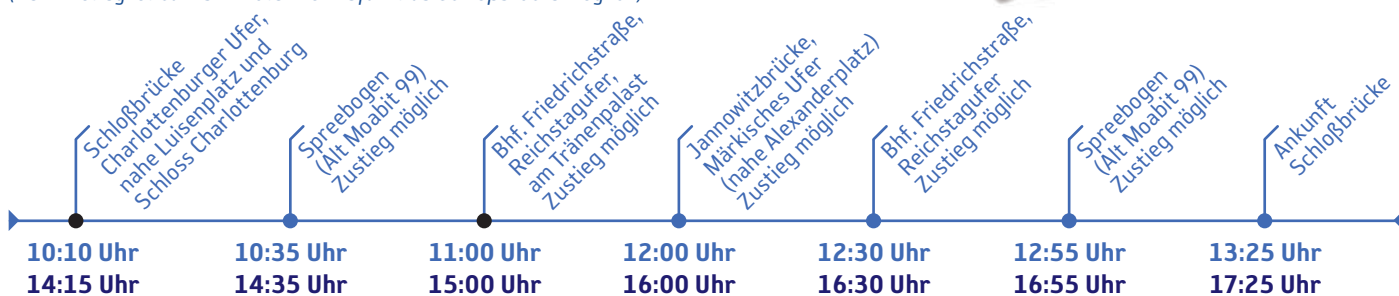 Schloßbrücke
Charlottenburger Ufer,
nahe Luisenplatz und
Schloss Charlottenburg
Spreebogen
(Alt Moabit 99)
Zustieg möglich
Bhf. Friedrichstraße,
Reichstagufer,
am Tränenpalast
Zustieg möglich
Jannowitzbrücke,
Märkisches Ufer
(nahe Alexanderplatz)
Zustieg möglich
Bhf. Friedrichstraße,
Reichstagufer
Zustieg möglich
Spreebogen
(Alt Moabit 99)
Zustieg möglich
Ankunft
Schloßbrücke
10:10 Uhr 10:35 Uhr 11:00 Uhr 12:00 Uhr 12:30 Uhr 12:55 Uhr 13:25 Uhr
14:15 Uhr 14:35 Uhr 15:00 Uhr 16:00 Uhr 16:30 Uhr 16:55 Uhr 17:25 Uhr